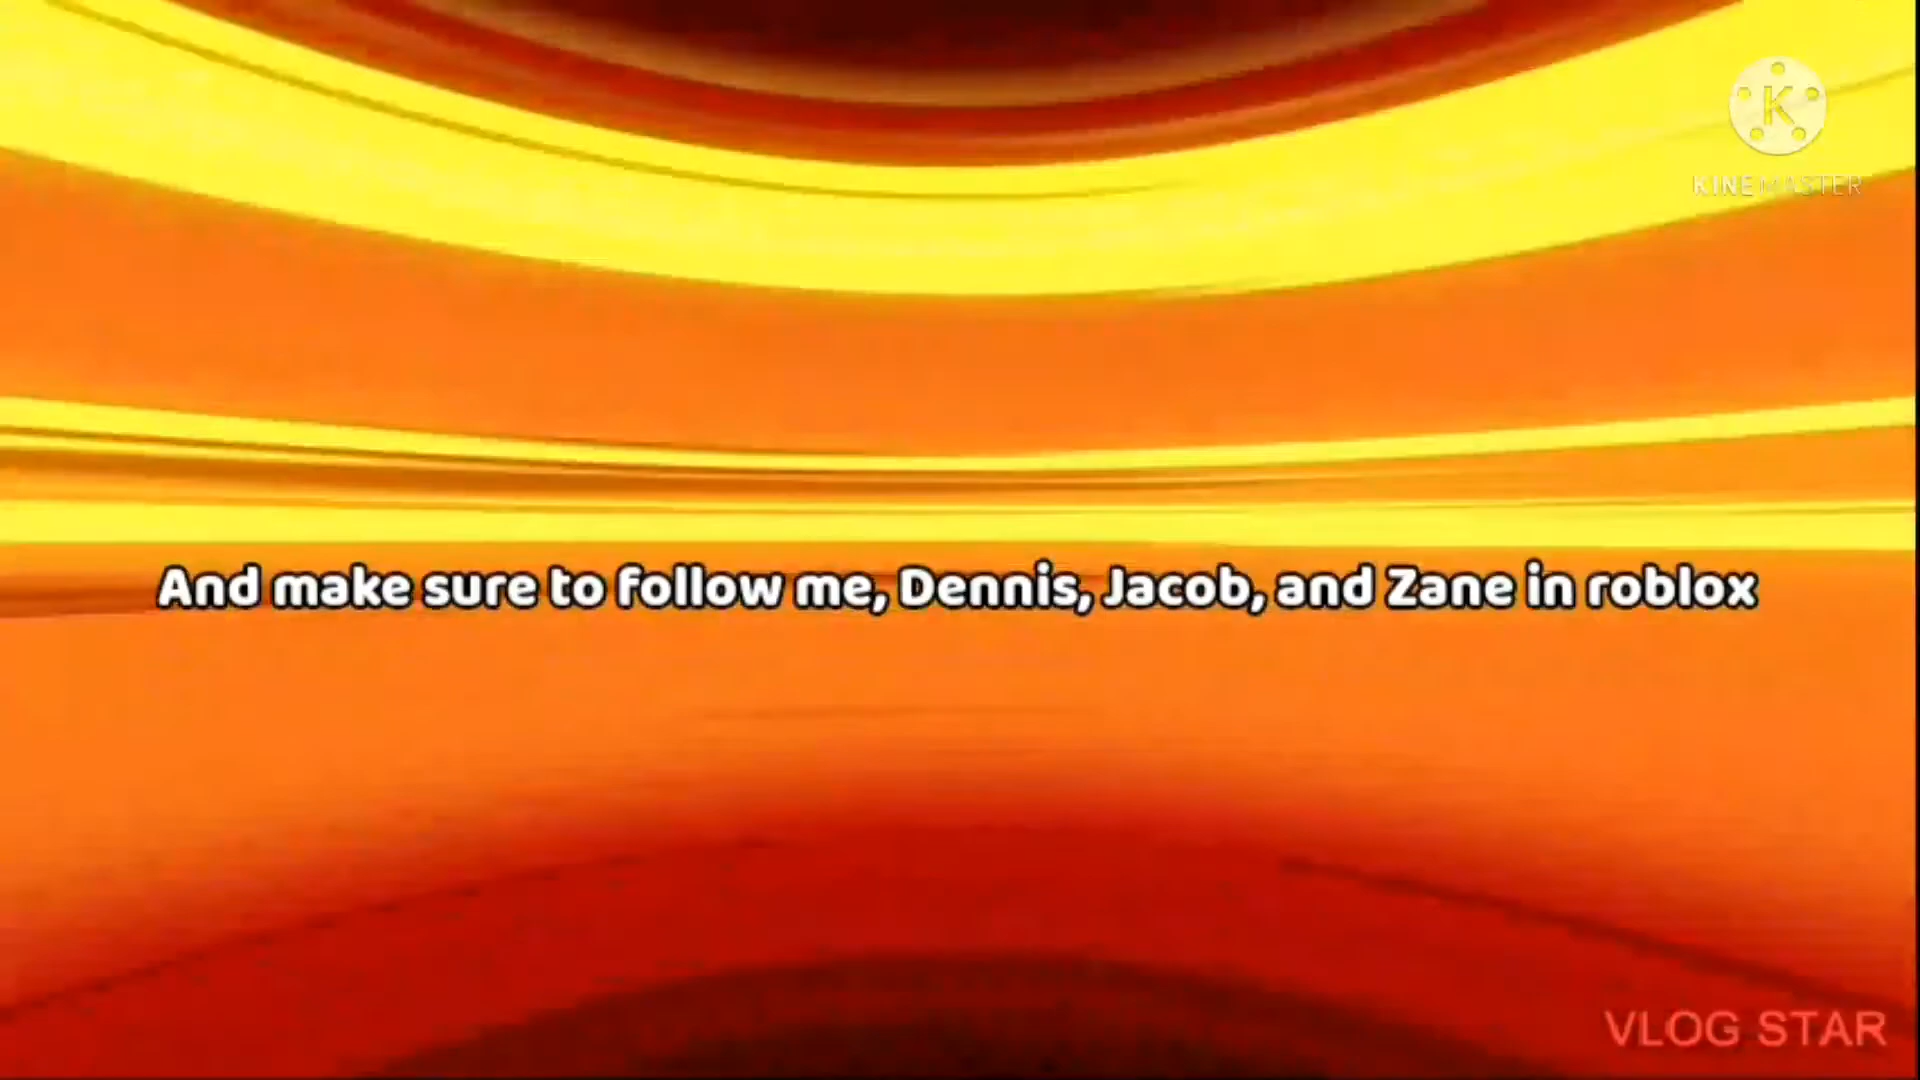 K
KINEMASTER
And make sure to follow me, Dennis, Jacob, and Zane in roblox
VLOG STAR